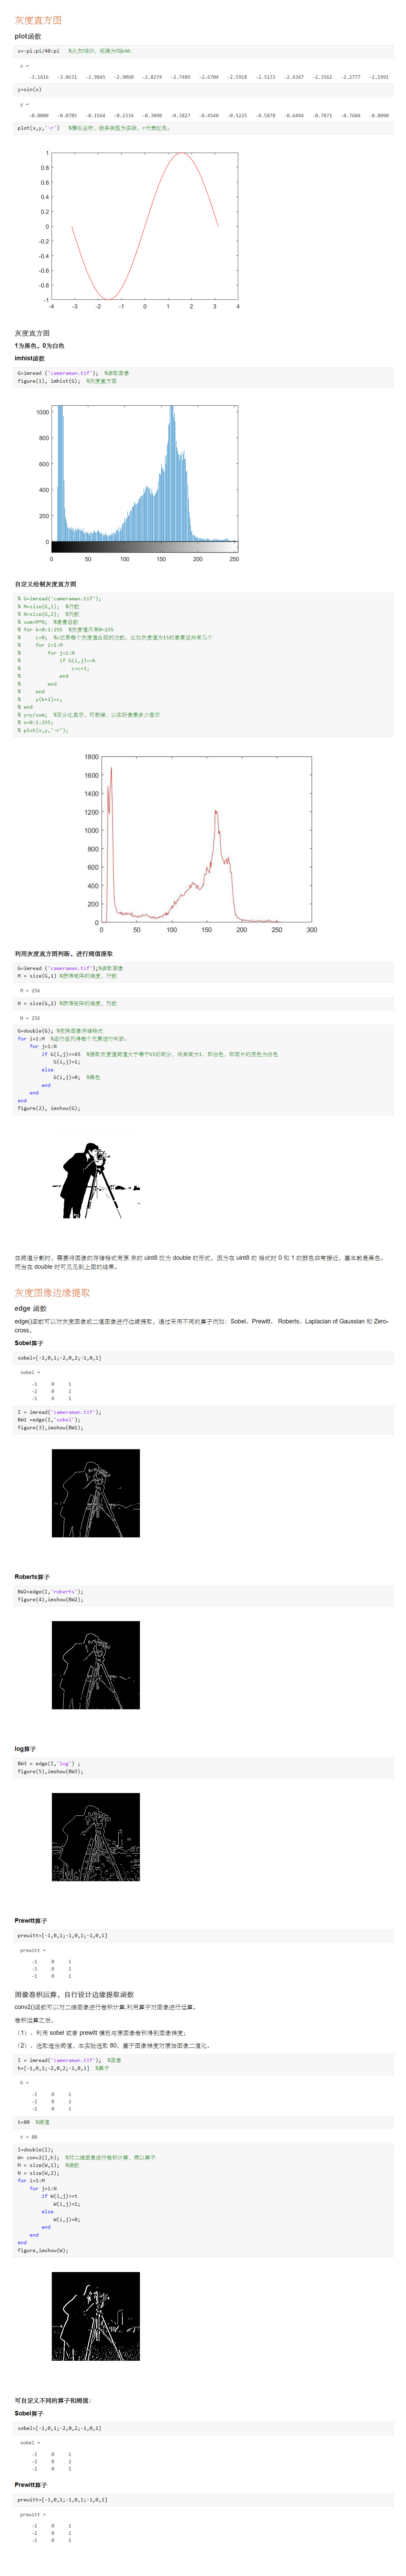 灰度直方图
plot函数
x=-pi:pi/40:pi   %从π到π，间隔为π除40.
x =
-3.1416   -3.0631   -2.9845   -2.9060   -2.8274   -2.7489   -2.6704   -2.5918   -2.5133   -2.4347   -2.3562   -2.2777   -2.1991
y=sin(x)
y =
-0.0000   -0.0785   -0.1564   -0.2334   -0.3090   -0.3827   -0.4540   -0.5225   -0.5878   -0.6494   -0.7071   -0.7604   -0.8090
plot(x,y,'-r')   %横纵坐标，线条类型为实线，r代表红色。
1
0.8
0.6
0.4
0.2
0
-0.2
-0.4
-0.6
-0.8
-1
-4 -3 -2 -1 0 1 2 3 4
灰度直方图
1为黑色，0为白色
imhist函数
G=imread ('cameraman.tif');  %读取图像
figure(1), imhist(G);  %灰度直方图
1000
800
600
400
200
0
0 50 100 150 200 250
自定义绘制灰度直方图
% G=imread('cameraman.tif');
% M=size(G,1);  %行数
% N=size(G,2);  %列数
% sum=M*N;  %像素总数
% for k=0:1:255  %灰度值只有0~255
%     c=0;  %c记录每个灰度值出现的次数；比如灰度值为15的像素总共有几个
%     for i=1:M
%         for j=1:N
%             if G(i,j)==k
%                 c=c+1;
%             end
%         end
%     end
%     y(k+1)=c;
% end
% y=y/sum;  %百分比显示，可删掉，以实际像素多少显示
% x=0:1:255;
% plot(x,y,'-r');
1800
1600
1400
1200
1000
800
600
400
200
0
0 50 100 150 200 250 300
利用灰度直方图判断，进行阈值提取
G=imread ('cameraman.tif');%读取图像
M = size(G,1) %获得矩阵的维度，行数
M = 256
N = size(G,2) %获得矩阵的维度，列数
N = 256
G=double(G); %变换图像存储格式
for i=1:M  %逐行逐列得每个元素进行判断。
for j=1:N
if G(i,j)>=65  %提取灰度值阈值大于等于65的部分，将其赋为1，即白色，即图片的底色为白色
G(i,j)=1;
else
G(i,j)=0;  %黑色
end
end
end
figure(2), imshow(G);
在阈值分割时，需要将图像的存储格式有原 来的 uint8 改为 double 的形式，因为在 uint8 的 格式时 0 和 1 的颜色非常接近，基本都是黑色。
而当在 double 时可见见到上面的结果。
灰度图像边缘提取
edge 函数
edge()函数可以对灰度图像或二值图像进行边缘提取，通过采用不同的算子例如：Sobel、Prewitt、 Roberts、Laplacian of Gaussian 和 Zero-
cross。
Sobel算子
sobel=[-1,0,1;-2,0,2;-1,0,1]
sobel =
-1     0     1
-2     0     2
-1     0     1
I = imread('cameraman.tif');
BW1 =edge(I,'sobel');
figure(3),imshow(BW1);
Roberts算子
BW2=edge(I,'roberts');
figure(4),imshow(BW2);
log算子
BW3 = edge(I,'log') ;
figure(5),imshow(BW3);
Prewitt算子
prewitt=[-1,0,1;-1,0,1;-1,0,1]
prewitt =
-1     0     1
-1     0     1
-1     0     1
图像卷积运算，自行设计边缘提取函数
conv2()函数可以对二维图像进行卷积计算,利用算子对图像进行运算。
卷积运算之后，
（1）、利用 sobel 或者 prewitt 模板与原图像卷积得到图像梯度；
（2）、选取适当阈值，本实验选取 80，基于图像梯度对原始图像二值化。
I = imread('cameraman.tif');  %图像
h=[-1,0,1;-2,0,2;-1,0,1]  %算子
h =
-1     0     1
-2     0     2
-1     0     1
t=80  %阈值
t = 80
I=double(I);
W= conv2(I,h);  %对二维图像进行卷积计算，原以算子
M = size(W,1);  %维数
N = size(W,2);
for i=1:M
for j=1:N
if W(i,j)>=t
W(i,j)=1;
else
W(i,j)=0;
end
end
end
figure,imshow(W);
可自定义不同的算子和阈值：
Sobel算子
sobel=[-1,0,1;-2,0,2;-1,0,1]
sobel =
-1     0     1
-2     0     2
-1     0     1
Prewitt算子
prewitt=[-1,0,1;-1,0,1;-1,0,1]
prewitt =
-1     0     1
-1     0     1
-1     0     1